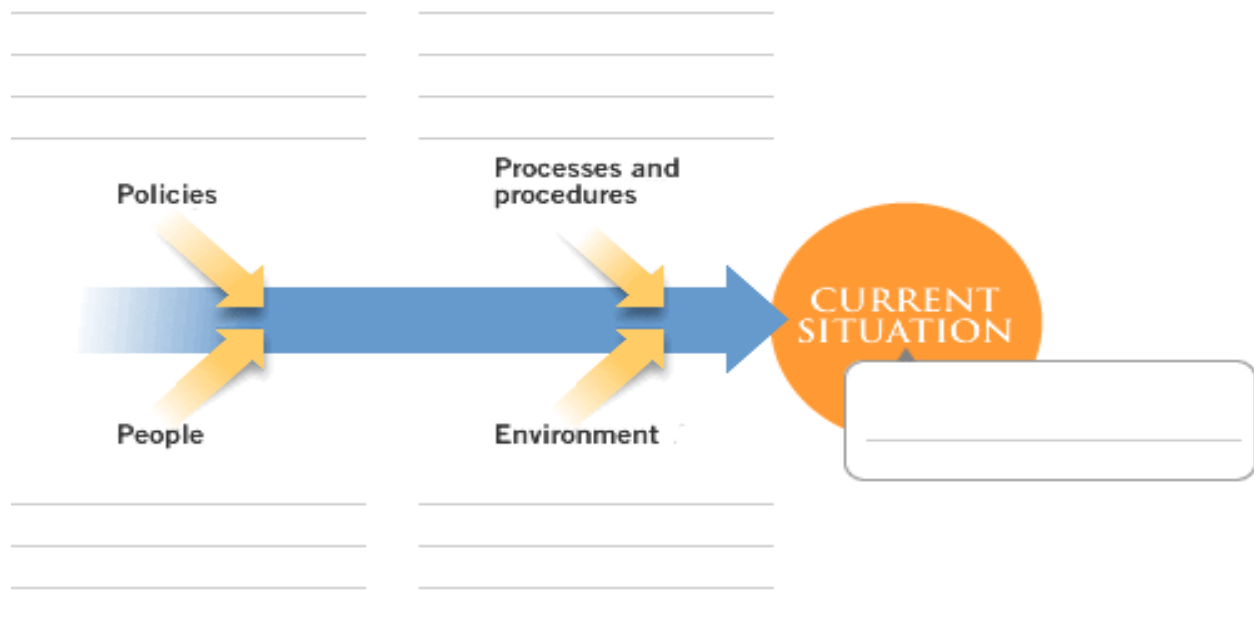 Policies
Processes and
procedures
CURRENT
SITUATION
People
Environment